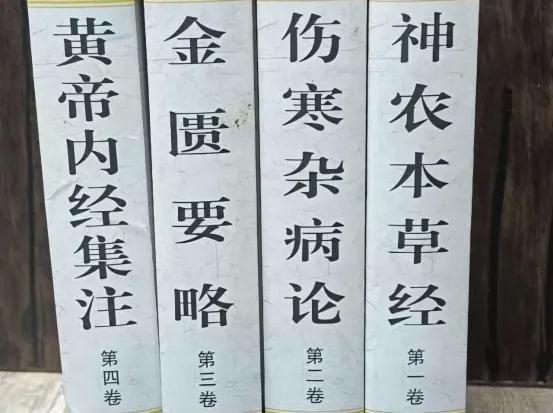 黄帝内经集注
第四卷
金匮要略
第三卷
伤寒杂病论
第二卷
神农本草经
第一卷